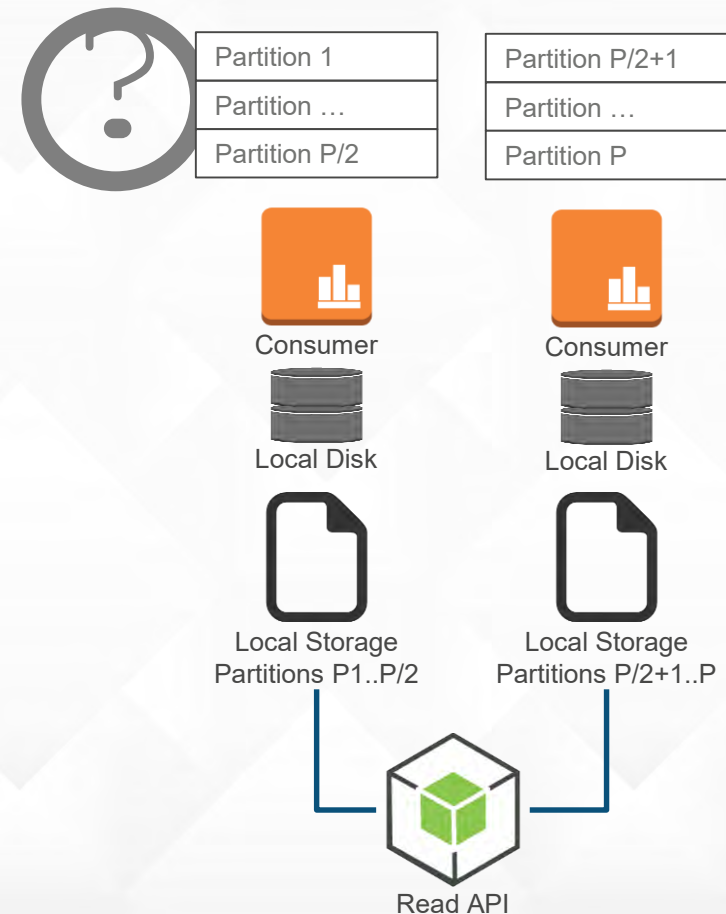 ?
Partition 1
Partition …
Partition P/2
Partition P/2+1
Partition …
Partition P
Consumer
Consumer
Local Disk
Local Disk
Local Storage
Partitions P1..P/2
Local Storage
Partitions P/2+1..P
Read API